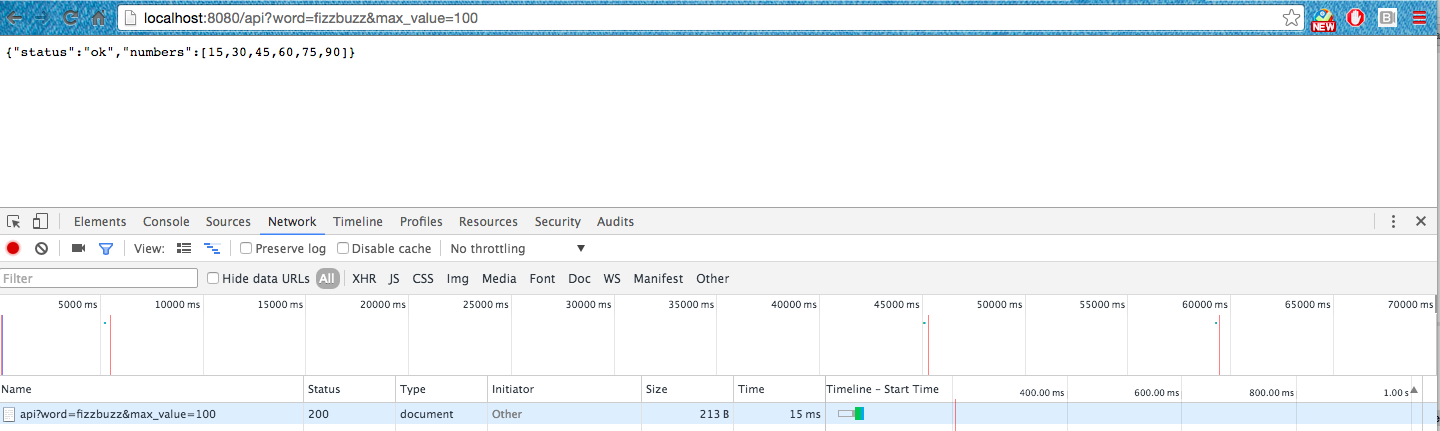 localhost:8080/api?word=fizzbuzz&max_value=100
NEW
B
{"status":"ok","numbers":[15,30,45,60,75,90]}
Elements Console Sources Network Timeline Profiles Resources Security Audits
View: Preserve log Disable cache No throttling
Filter Hide data URLs All XHR JS CSS Img Media Font Doc WS Manifest Other
5000 ms 10000 ms 15000 ms 20000 ms 25000 ms 30000 ms 35000 ms 40000 ms 45000 ms 50000 ms 55000 ms 60000 ms 65000 ms 70000 ms
Name Status Type Initiator Size Time Timeline – Start Time 400.00 ms 600.00 ms 800.00 ms 1.00 s
api?word=fizzbuzz&max_value=100 200 document Other 213 B 15 ms